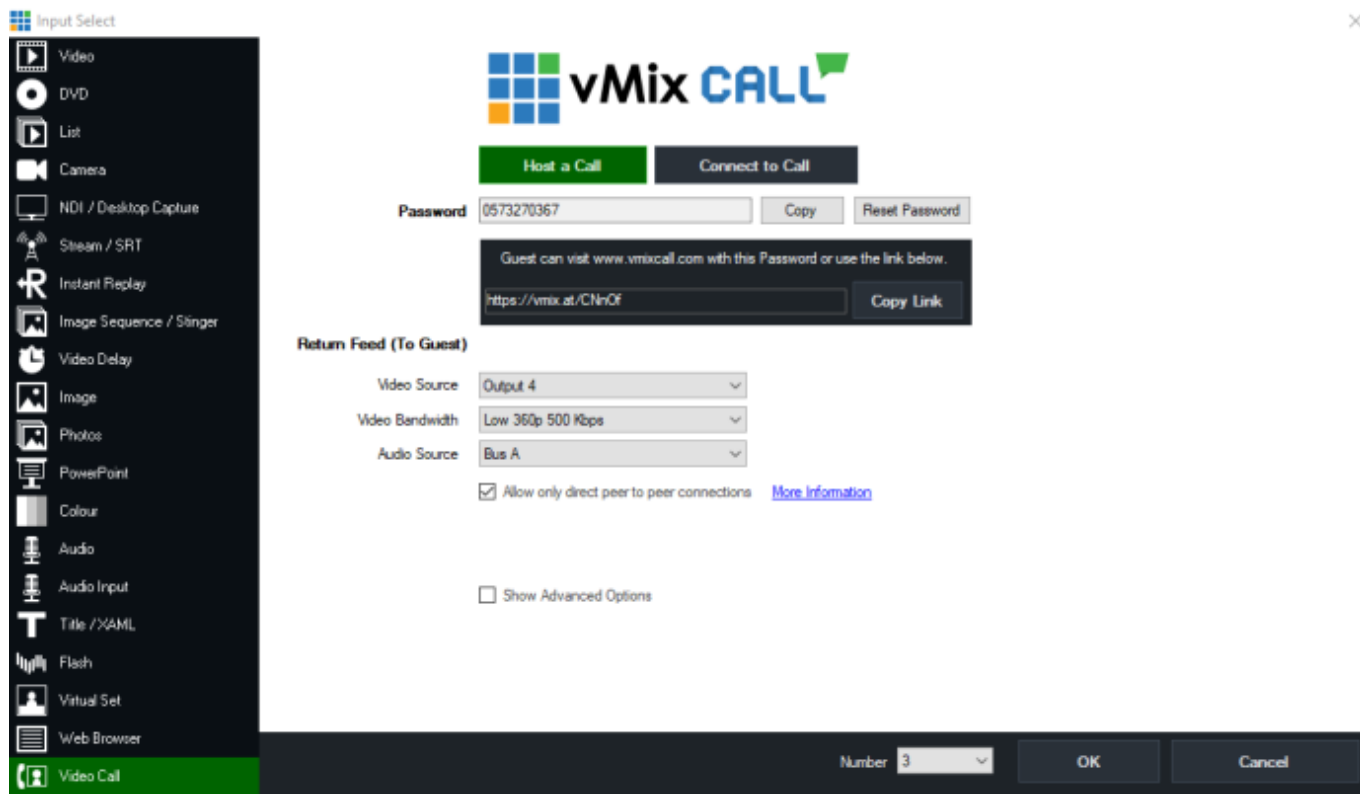 Input Select
Video
DVD
List
Camera
NDI / Desktop Capture
Stream / SRT
Instant Replay
Image Sequence / Stinger
Video Delay
Image
Photos
PowerPoint
Colour
Audio
Audio Input
Title / XAML
Flash
Virtual Set
Web Browser
Video Call
vMix CALL
Host a Call Connect to Call
Password 0573270367 Copy Reset Password
Guest can visit www.vmixcall.com with this Password or use the link below.
https://vmix.at/CNnOf Copy Link
Return Feed (To Guest)
Video Source Output 4
Video Bandwidth Low 360p 500 Kbps
Audio Source Bus A
Allow only direct peer to peer connections More Information
Show Advanced Options
Number 3 OK Cancel